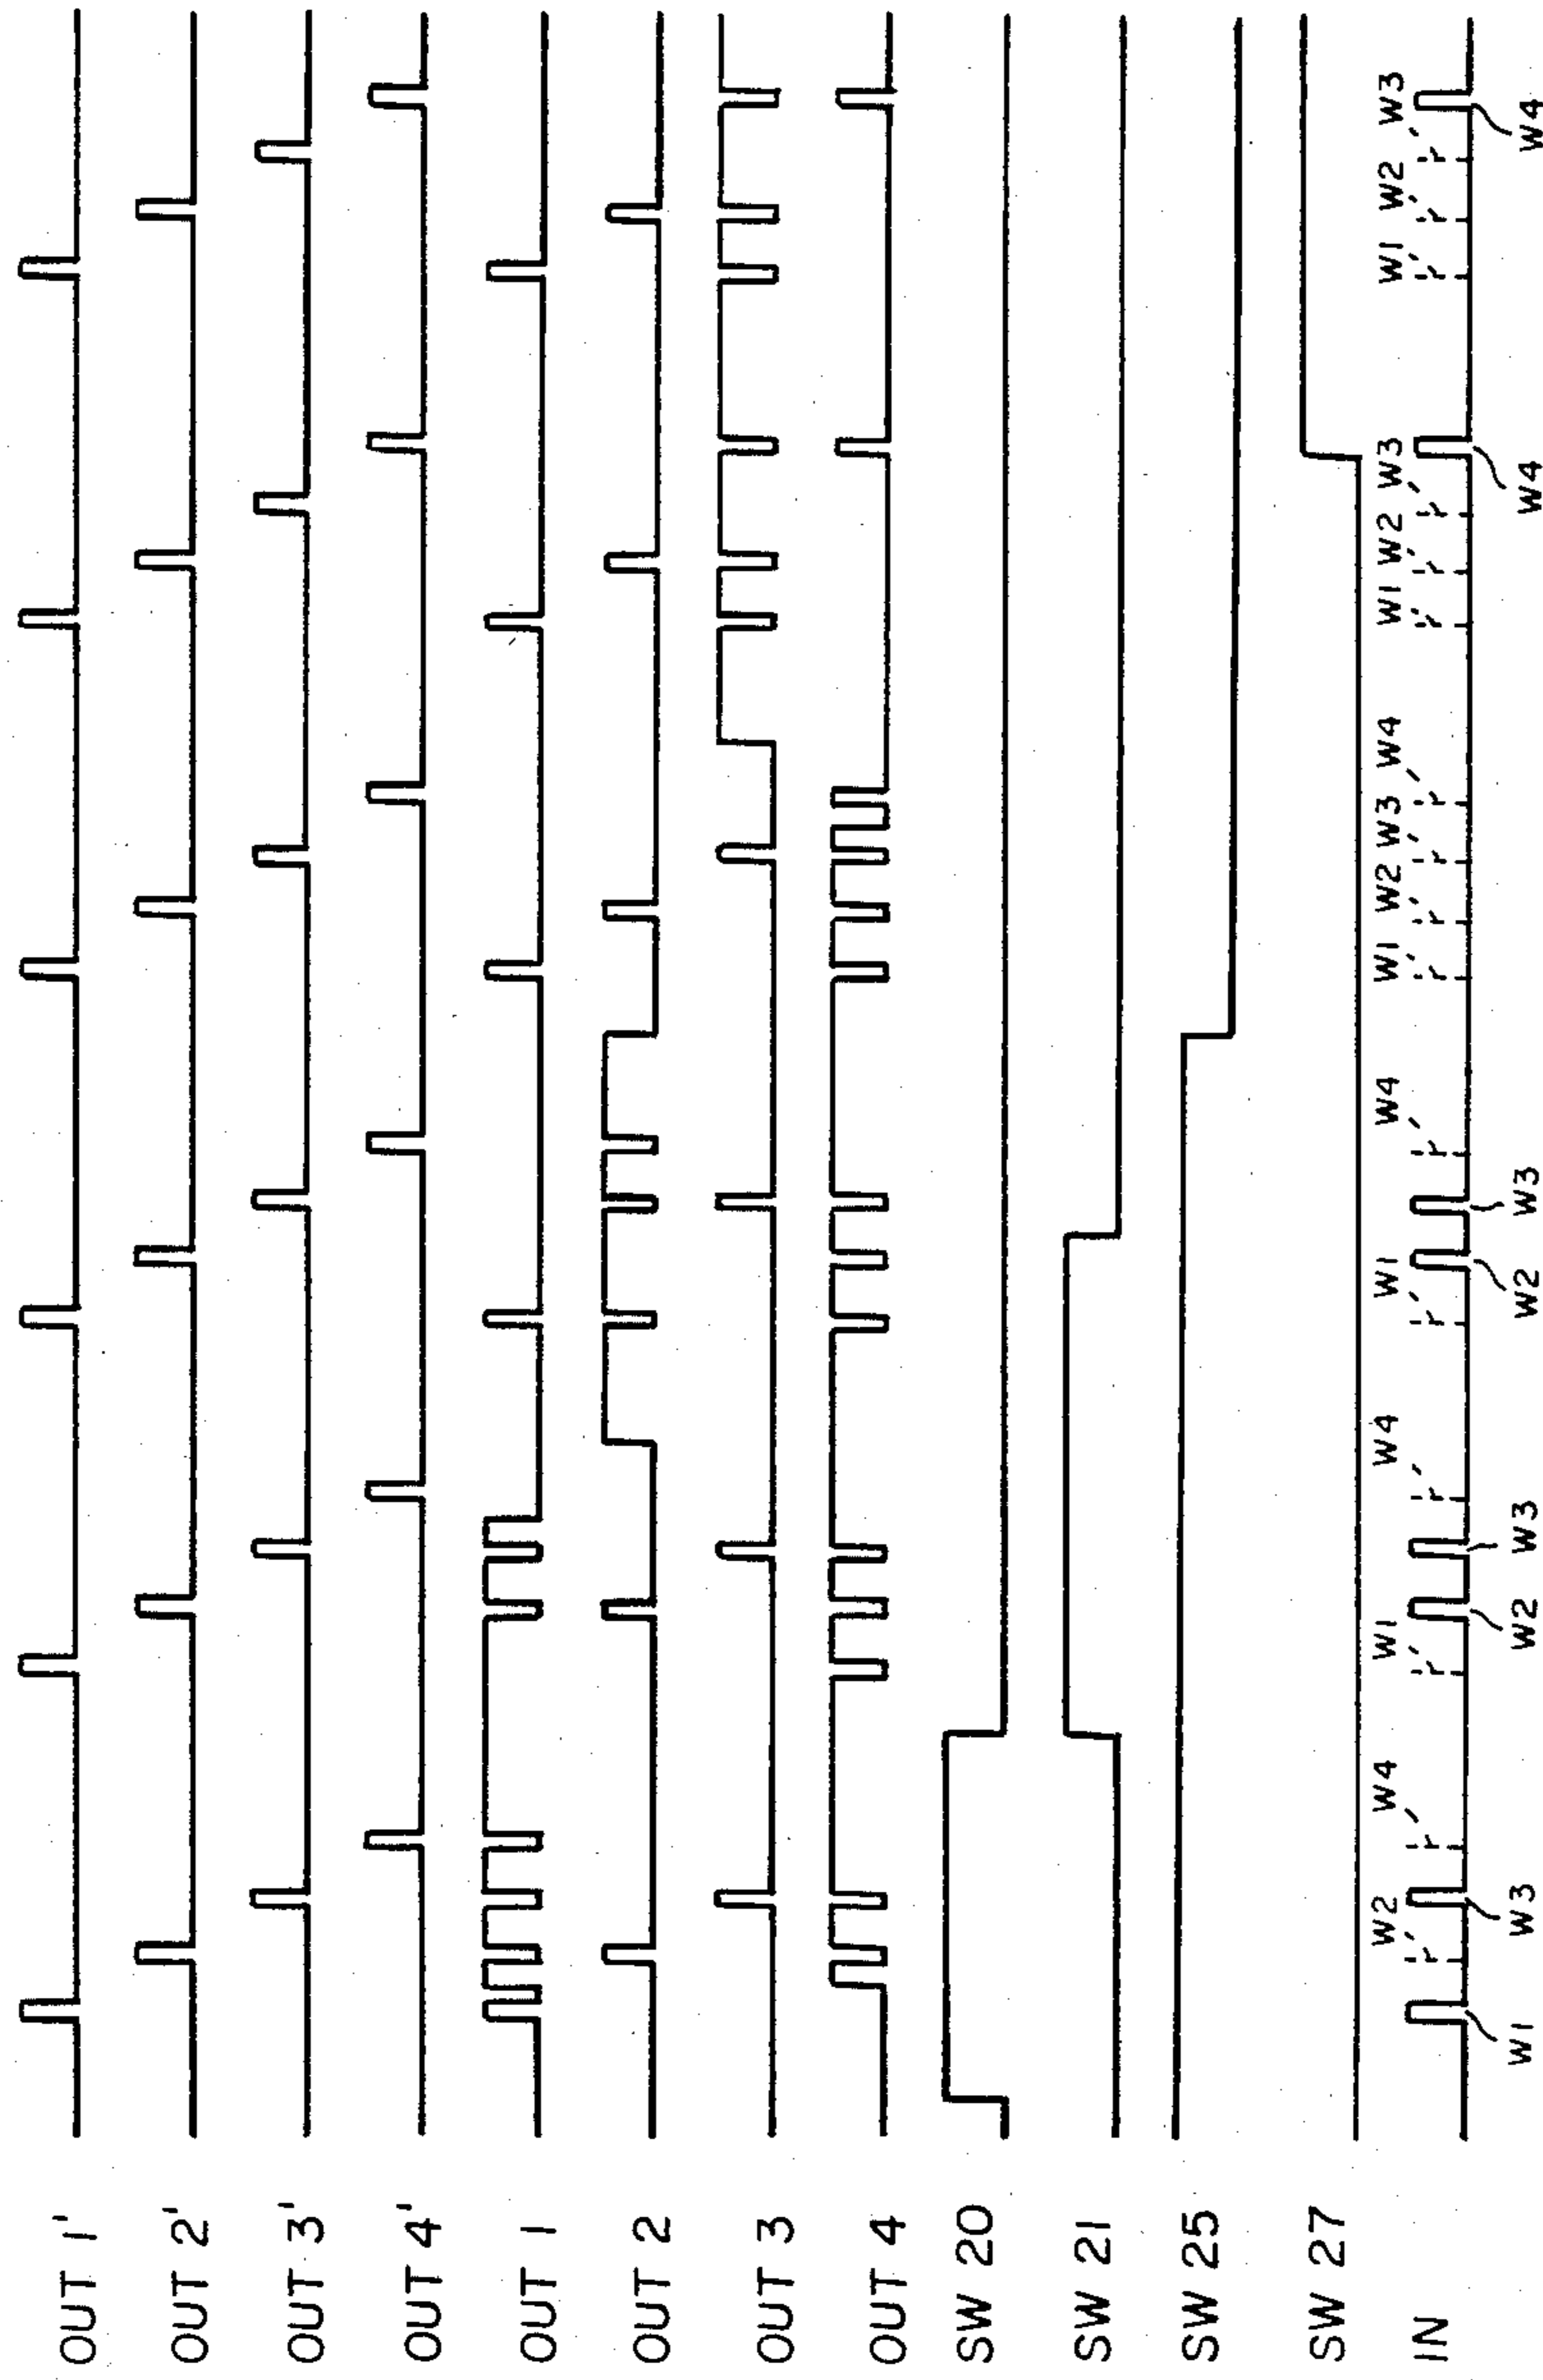 OUT 1'
OUT 2'
OUT 3'
OUT 4'
OUT 1
OUT 2
OUT 3
OUT 4
SW 20
SW 21
SW 25
SW 27
W2 W4 W1 W4 W1 W4 W1 W2 W3 W4 W1 W2 W3 W1 W2 W3
IN
W1 W3 W2 W3 W2 W3 W4 W4